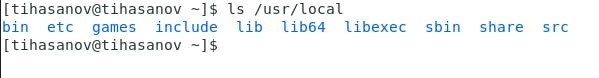 [tihasanov@tihasanov ~]$ ls /usr/local
bin  etc  games  include  lib  lib64  libexec  sbin  share  src
[tihasanov@tihasanov ~]$